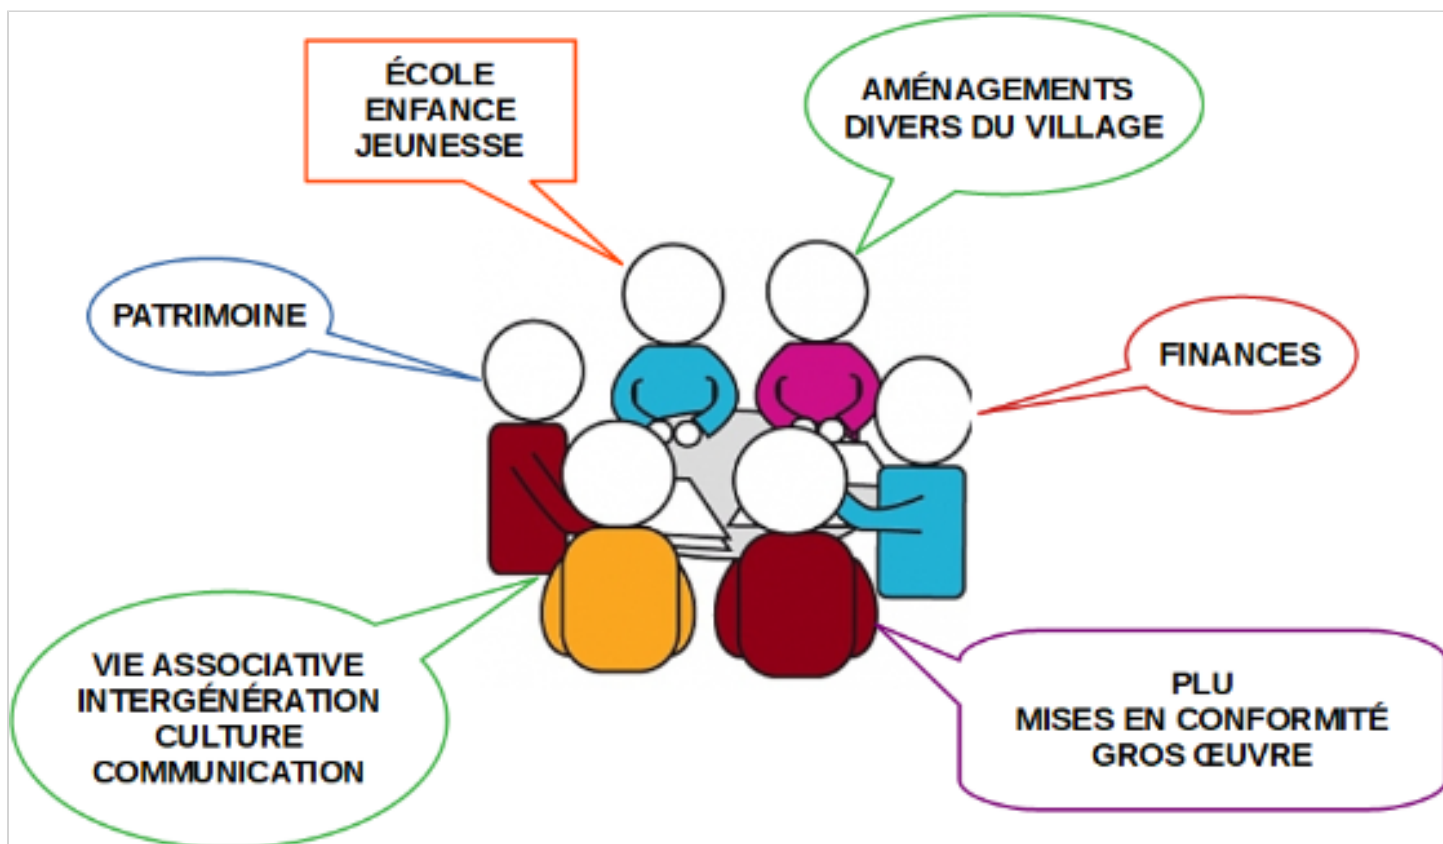 ÉCOLE
ENFANCE
JEUNESSE
AMÉNAGEMENTS
DIVERS DU VILLAGE
PATRIMOINE
FINANCES
VIE ASSOCIATIVE
INTERGÉNÉRATION
CULTURE
COMMUNICATION
PLU
MISES EN CONFORMITÉ
GROS ŒUVRE